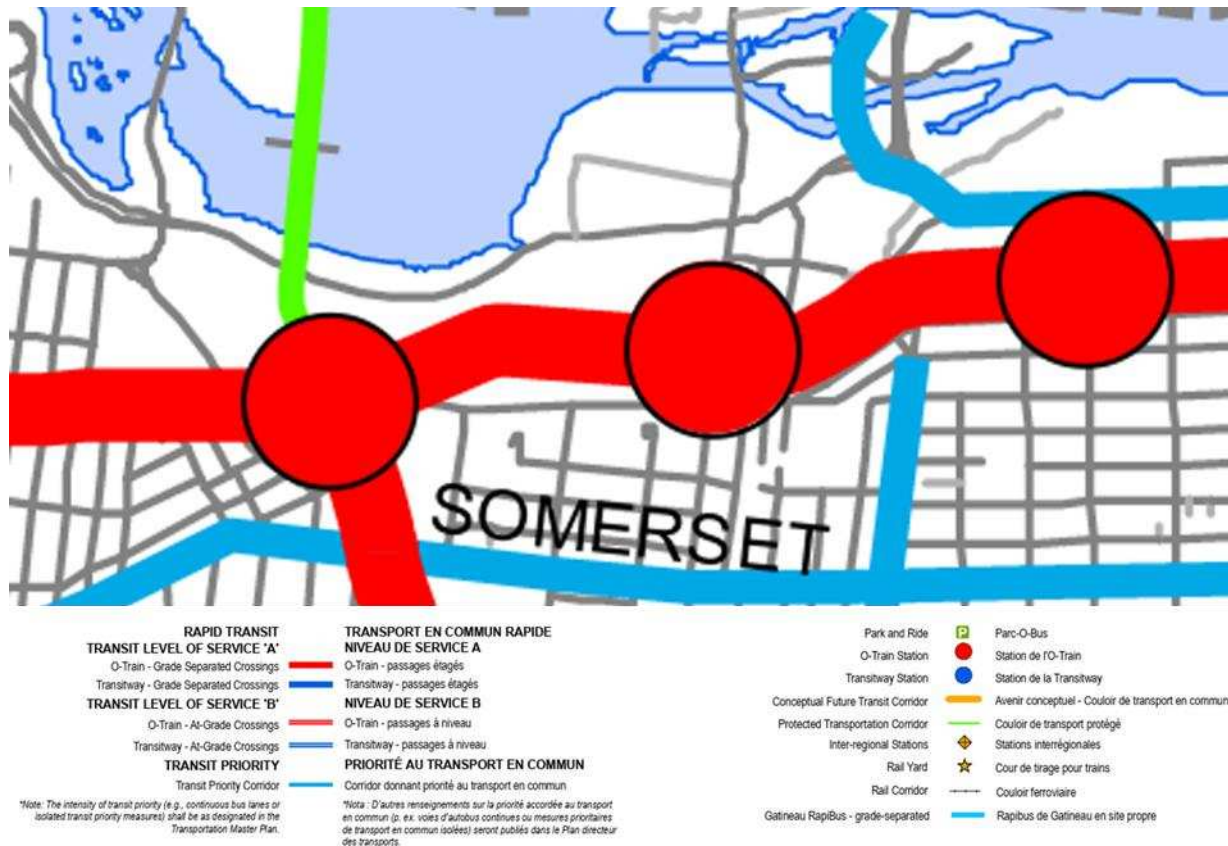 SOMERSET
RAPID TRANSIT
TRANSIT LEVEL OF SERVICE 'A'
O-Train - Grade Separated Crossings
Transitway - Grade Separated Crossings
TRANSIT LEVEL OF SERVICE 'B'
O-Train - At-Grade Crossings
Transitway - At-Grade Crossings
TRANSIT PRIORITY
Transit Priority Corridor
*Note: The intensity of transit priority (e.g., continuous bus lanes or
isolated transit priority measures) shall be as designated in the
Transportation Master Plan.
TRANSPORT EN COMMUN RAPIDE
NIVEAU DE SERVICE A
O-Train - passages étagés
Transitway - passages étagés
NIVEAU DE SERVICE B
O-Train - passages à niveau
Transitway - passages à niveau
PRIORITÉ AU TRANSPORT EN COMMUN
Corridor donnant priorité au transport en commun
*Nota : D'autres renseignements sur la priorité accordée au transport
en commun (p. ex. voies d'autobus continues ou mesures prioritaires
de transport en commun isolées) seront publiés dans le Plan directeur
des transports.
Park and Ride P Parc-O-Bus
O-Train Station Station de l'O-Train
Transitway Station Station de la Transitway
Conceptual Future Transit Corridor Avenir conceptuel - Couloir de transport en commun
Protected Transportation Corridor Couloir de transport protégé
Inter-regional Stations Stations interrégionales
Rail Yard Cour de tirage pour trains
Rail Corridor Couloir ferroviaire
Gatineau RapiBus - grade-separated Rapibus de Gatineau en site propre